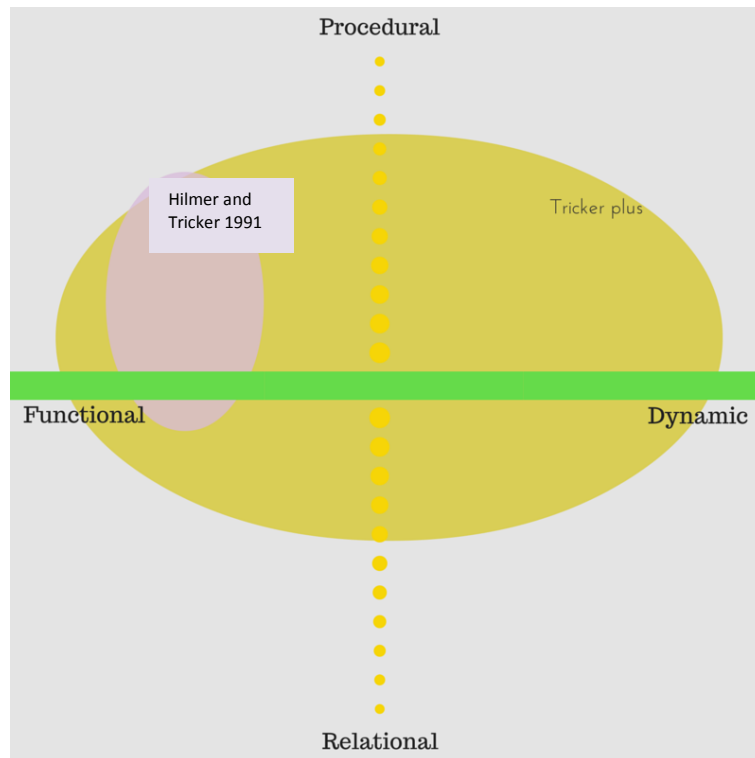 Procedural
Hilmer and
Tricker 1991
Tricker plus
Functional
Dynamic
Relational